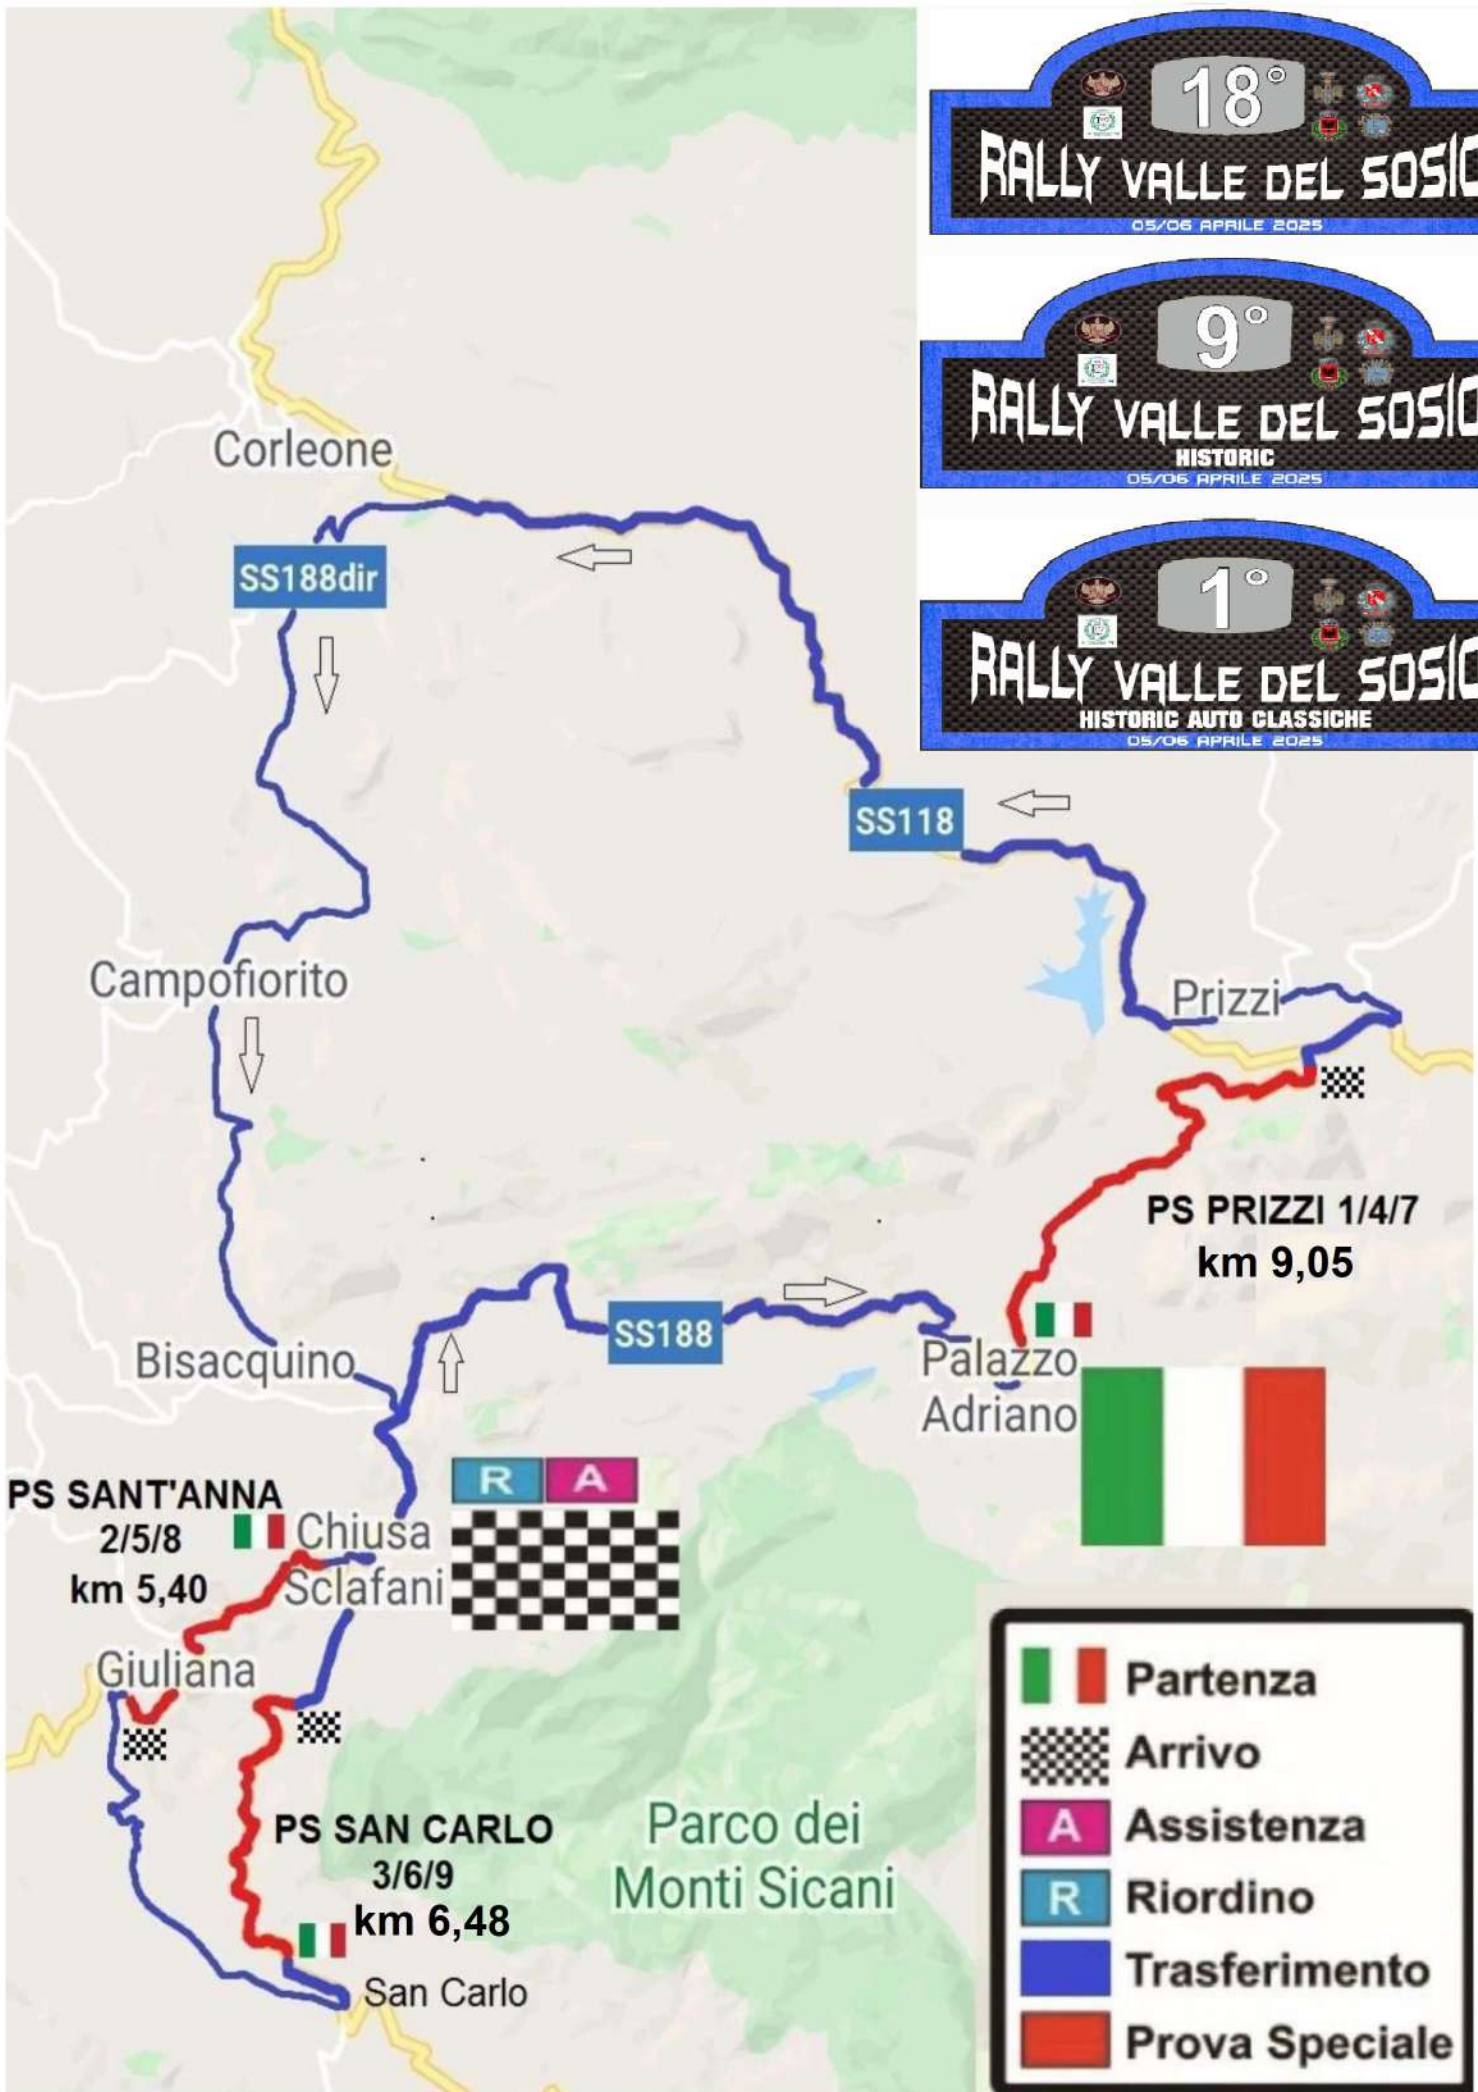 18°
RALLY VALLE DEL SOSIO
05/06 APRILE 2025
9°
RALLY VALLE DEL SOSIO
HISTORIC
05/06 APRILE 2025
1°
RALLY VALLE DEL SOSIO
HISTORIC AUTO CLASSICHE
05/06 APRILE 2025
Corleone
SS188dir
SS118
Campofiorito
Prizzi
PS PRIZZI 1/4/7
km 9,05
SS188
Bisacquino
Palazzo
Adriano
R A
PS SANT'ANNA
2/5/8
km 5,40
Chiusa
Sclafani
Giuliana
PS SAN CARLO
3/6/9
km 6,48
San Carlo
Parco dei
Monti Sicani
Partenza
Arrivo
A Assistenza
R Riordino
Trasferimento
Prova Speciale